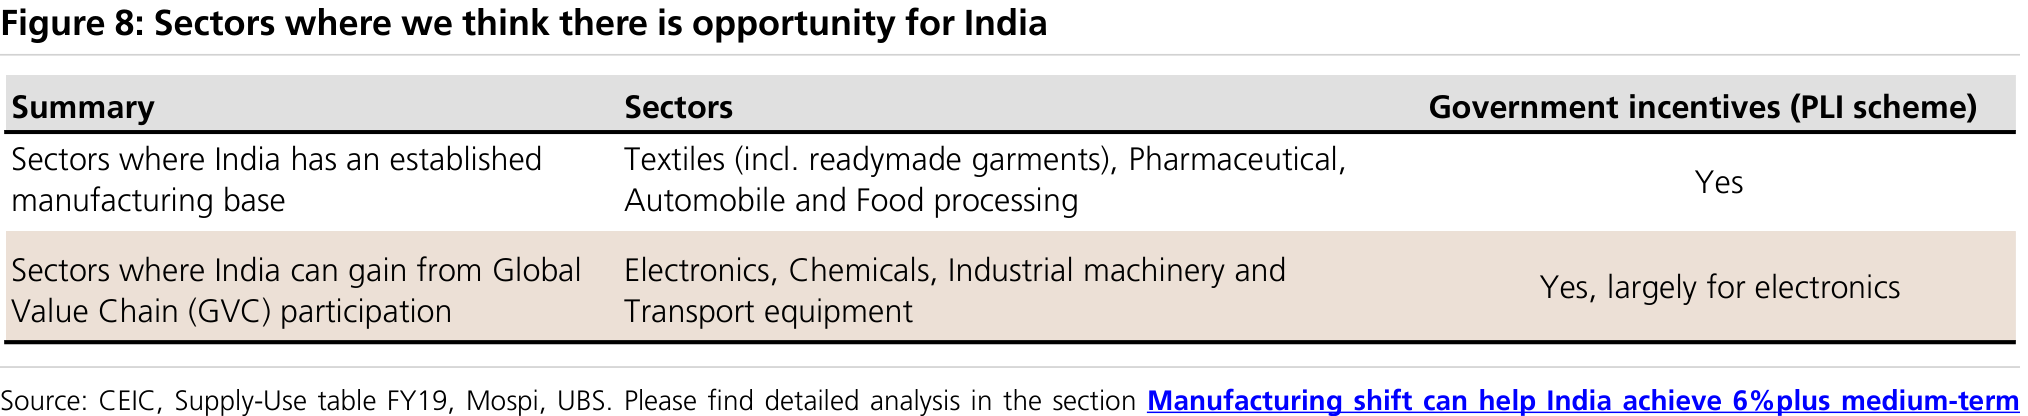 Figure 8: Sectors where we think there is opportunity for India
Summary Sectors Government incentives (PLI scheme)
Sectors where India has an established Textiles (incl. readymade garments), Pharmaceutical,
manufacturing base Automobile and Food processing Yes
Sectors where India can gain from Global Electronics, Chemicals, Industrial machinery and
Value Chain (GVC) participation Transport equipment Yes, largely for electronics
Source: CEIC, Supply-Use table FY19, Mospi, UBS. Please find detailed analysis in the section Manufacturing shift can help India achieve 6%plus medium-term